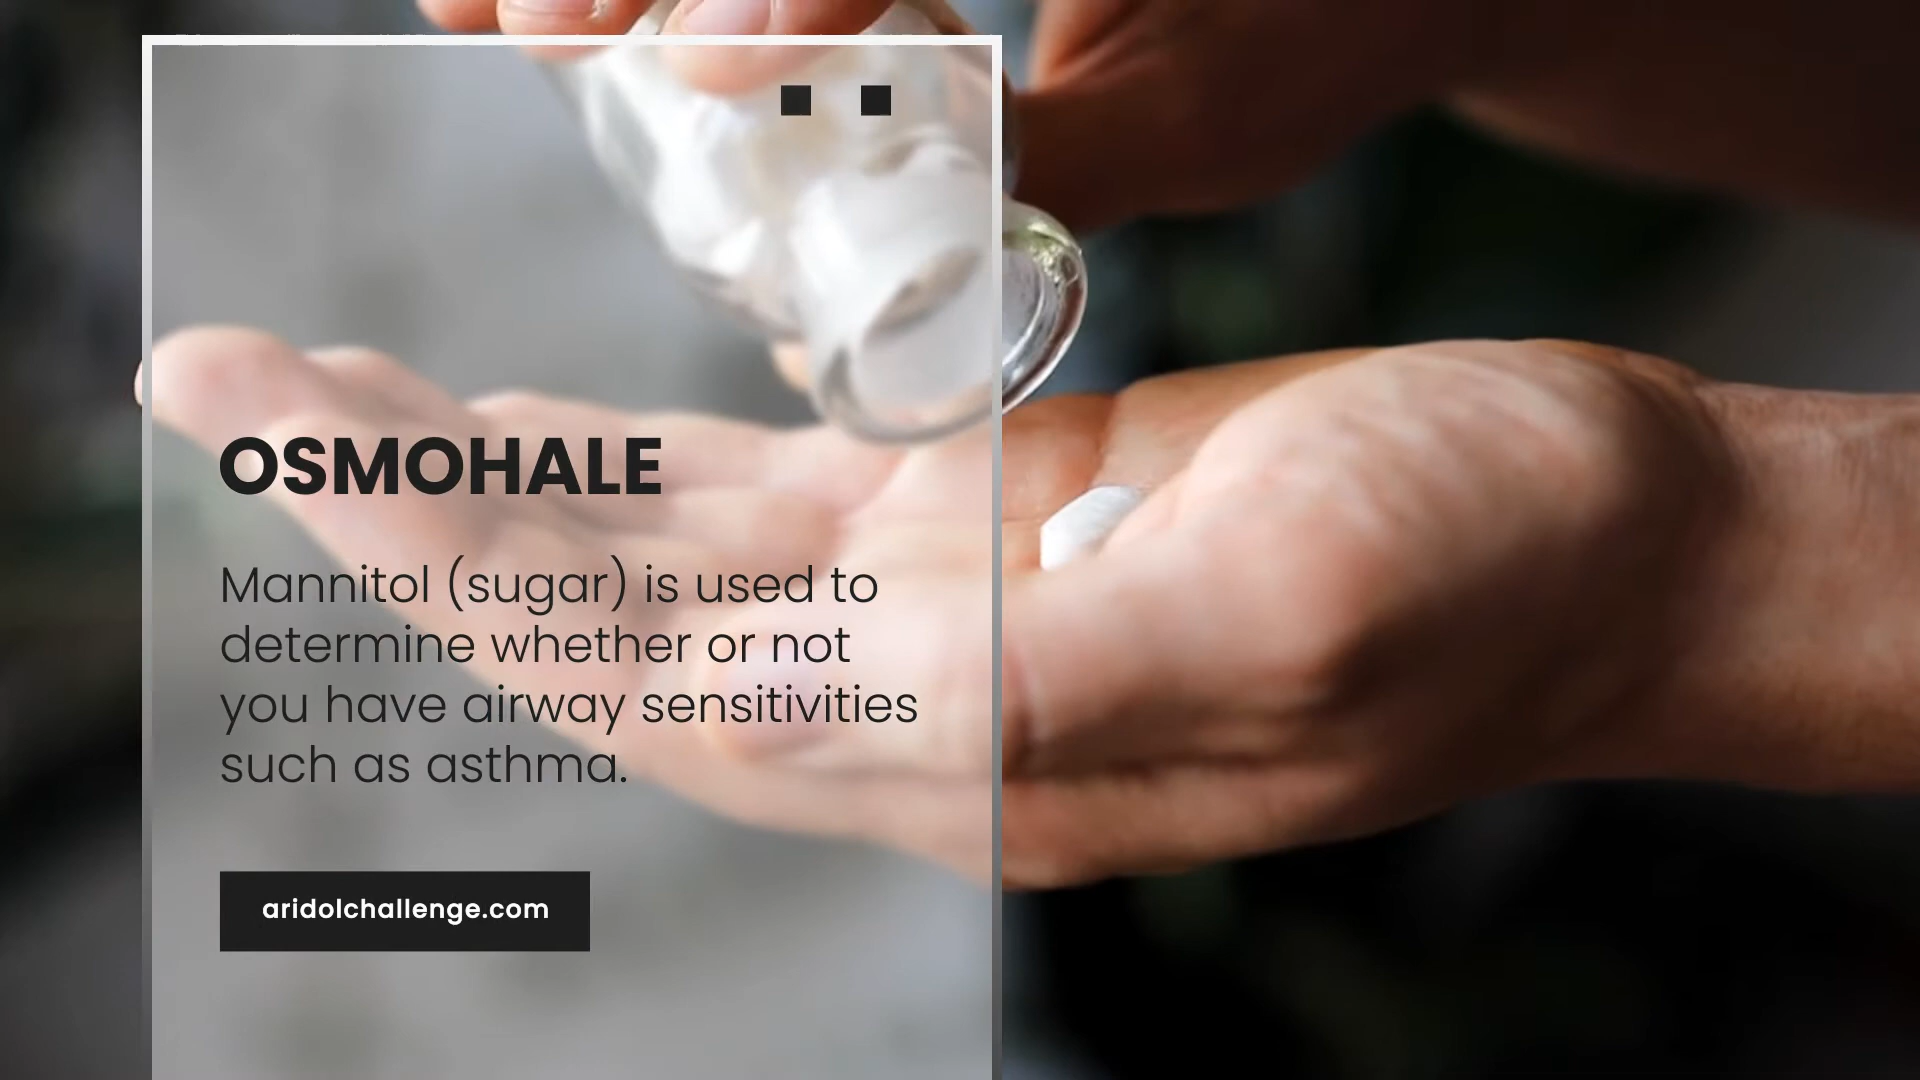 OSMOHALE
Mannitol (sugar) is used to
determine whether or not
you have airway sensitivities
such as asthma.
aridolchallenge.com